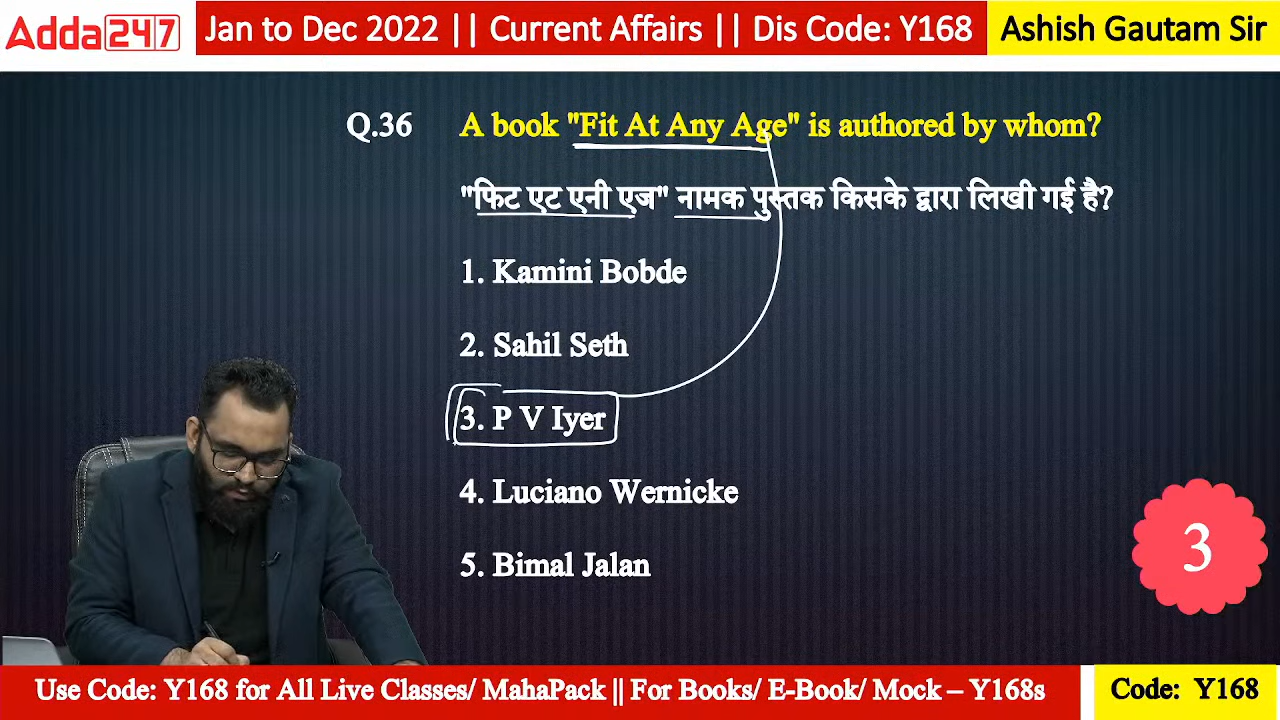 Adda247 Jan to Dec 2022 || Current Affairs || Dis Code: Y168 Ashish Gautam Sir
Q.36 A book "Fit At Any Age" is authored by whom?
"फिट एट एनी एज" नामक पुस्तक किसके द्वारा लिखी गई है?
1. Kamini Bobde
2. Sahil Seth
3. P V Iyer
4. Luciano Wernicke
5. Bimal Jalan
3
Use Code: Y168 for All Live Classes/ MahaPack || For Books/ E-Book/ Mock – Y168s Code: Y168